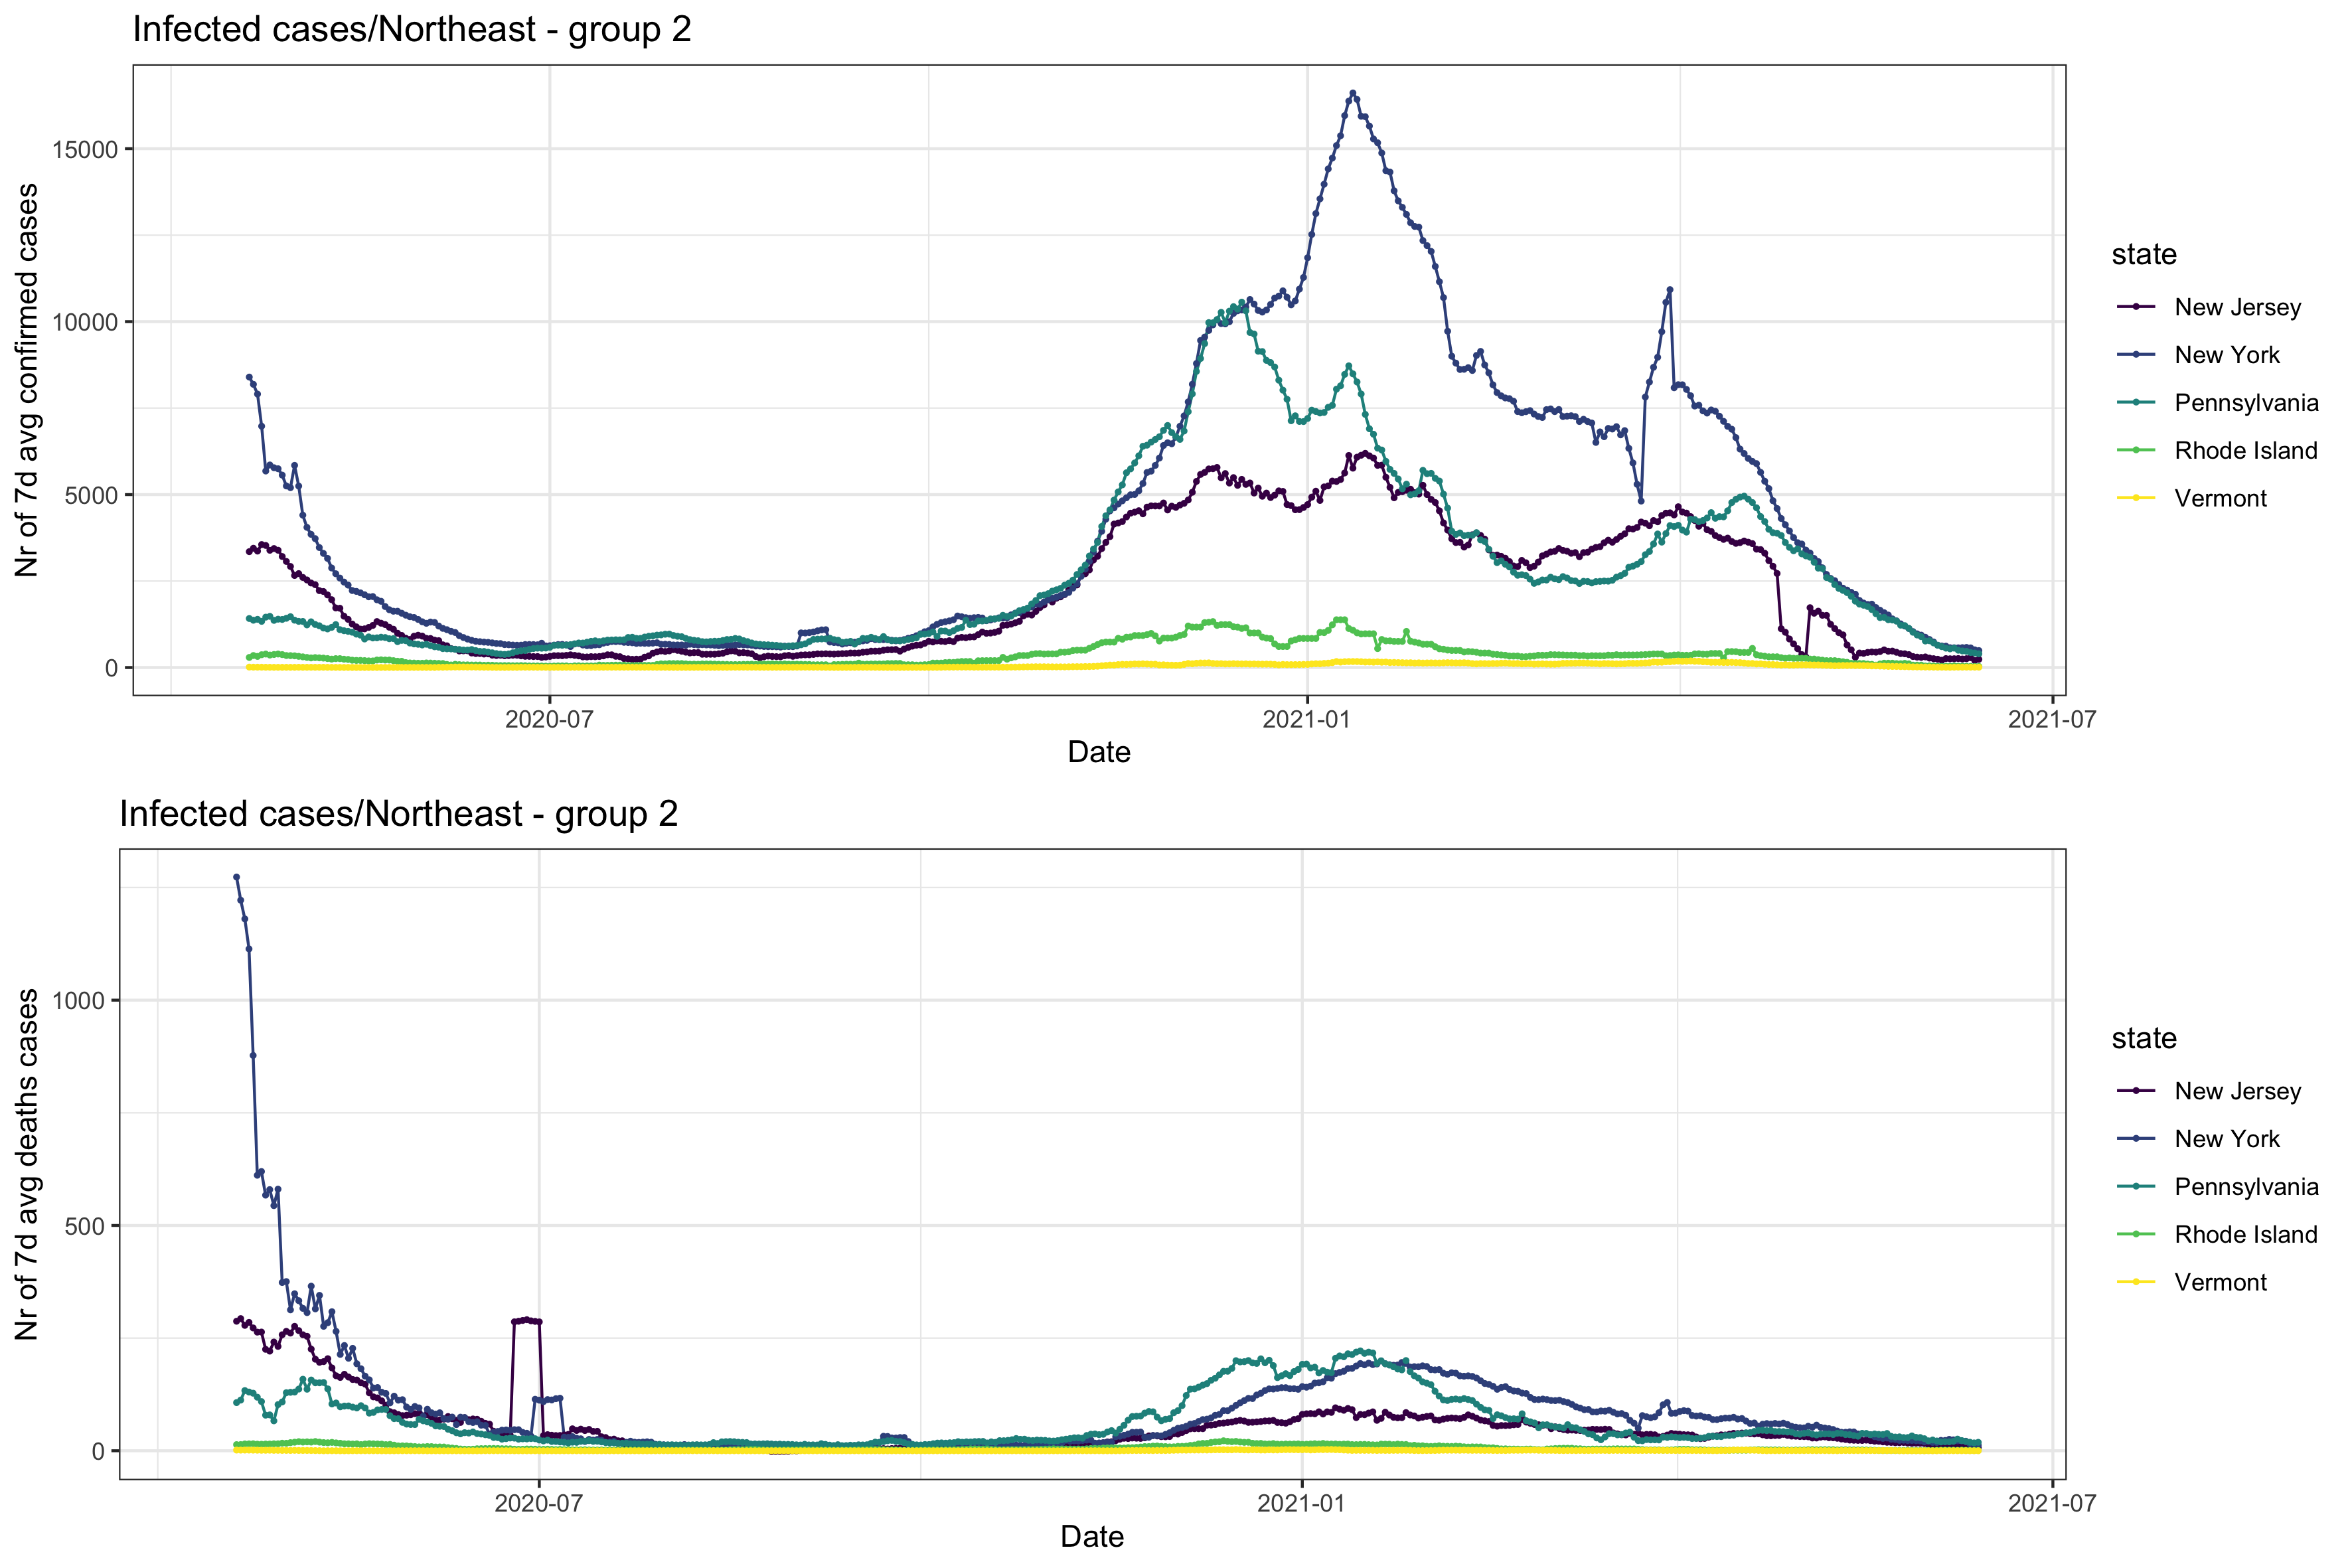 Infected cases/Northeast - group 2
Nr of 7d avg confirmed cases
15000
10000
5000
0
2020-07
2021-01
2021-07
Date
state
New Jersey
New York
Pennsylvania
Rhode Island
Vermont
Infected cases/Northeast - group 2
Nr of 7d avg deaths cases
1000
500
0
2020-07
2021-01
2021-07
Date
state
New Jersey
New York
Pennsylvania
Rhode Island
Vermont